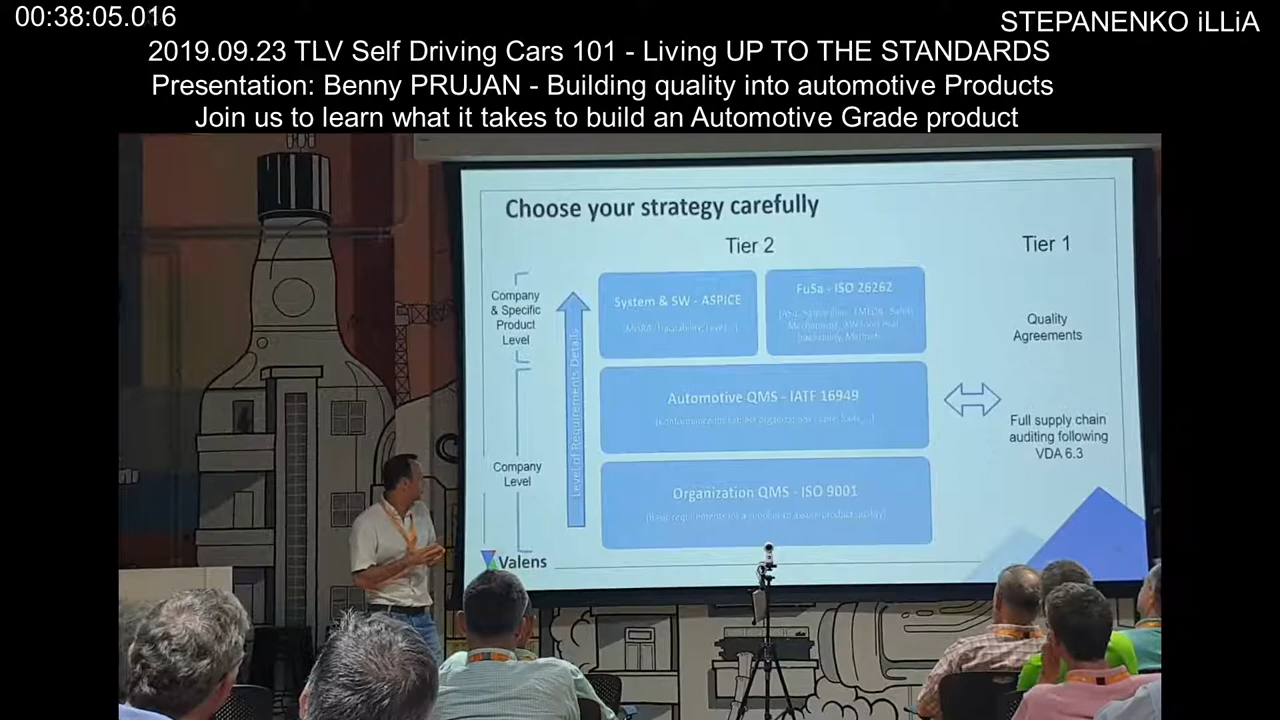 00:38:05.016
STEPANENKO iLLiA
2019.09.23 TLV Self Driving Cars 101 - Living UP TO THE STANDARDS
Presentation: Benny PRUJAN - Building quality into automotive Products
Join us to learn what it takes to build an Automotive Grade product
Choose your strategy carefully
Tier 2
Tier 1
Company
& Specific
Product
Level
Level of Requirements Details
System & SW - ASPICE
FuSa - ISO 26262
Quality
Agreements
Automotive QMS - IATF 16949
Full supply chain
auditing following
VDA 6.3
Company
Level
Organization QMS - ISO 9001
Valens